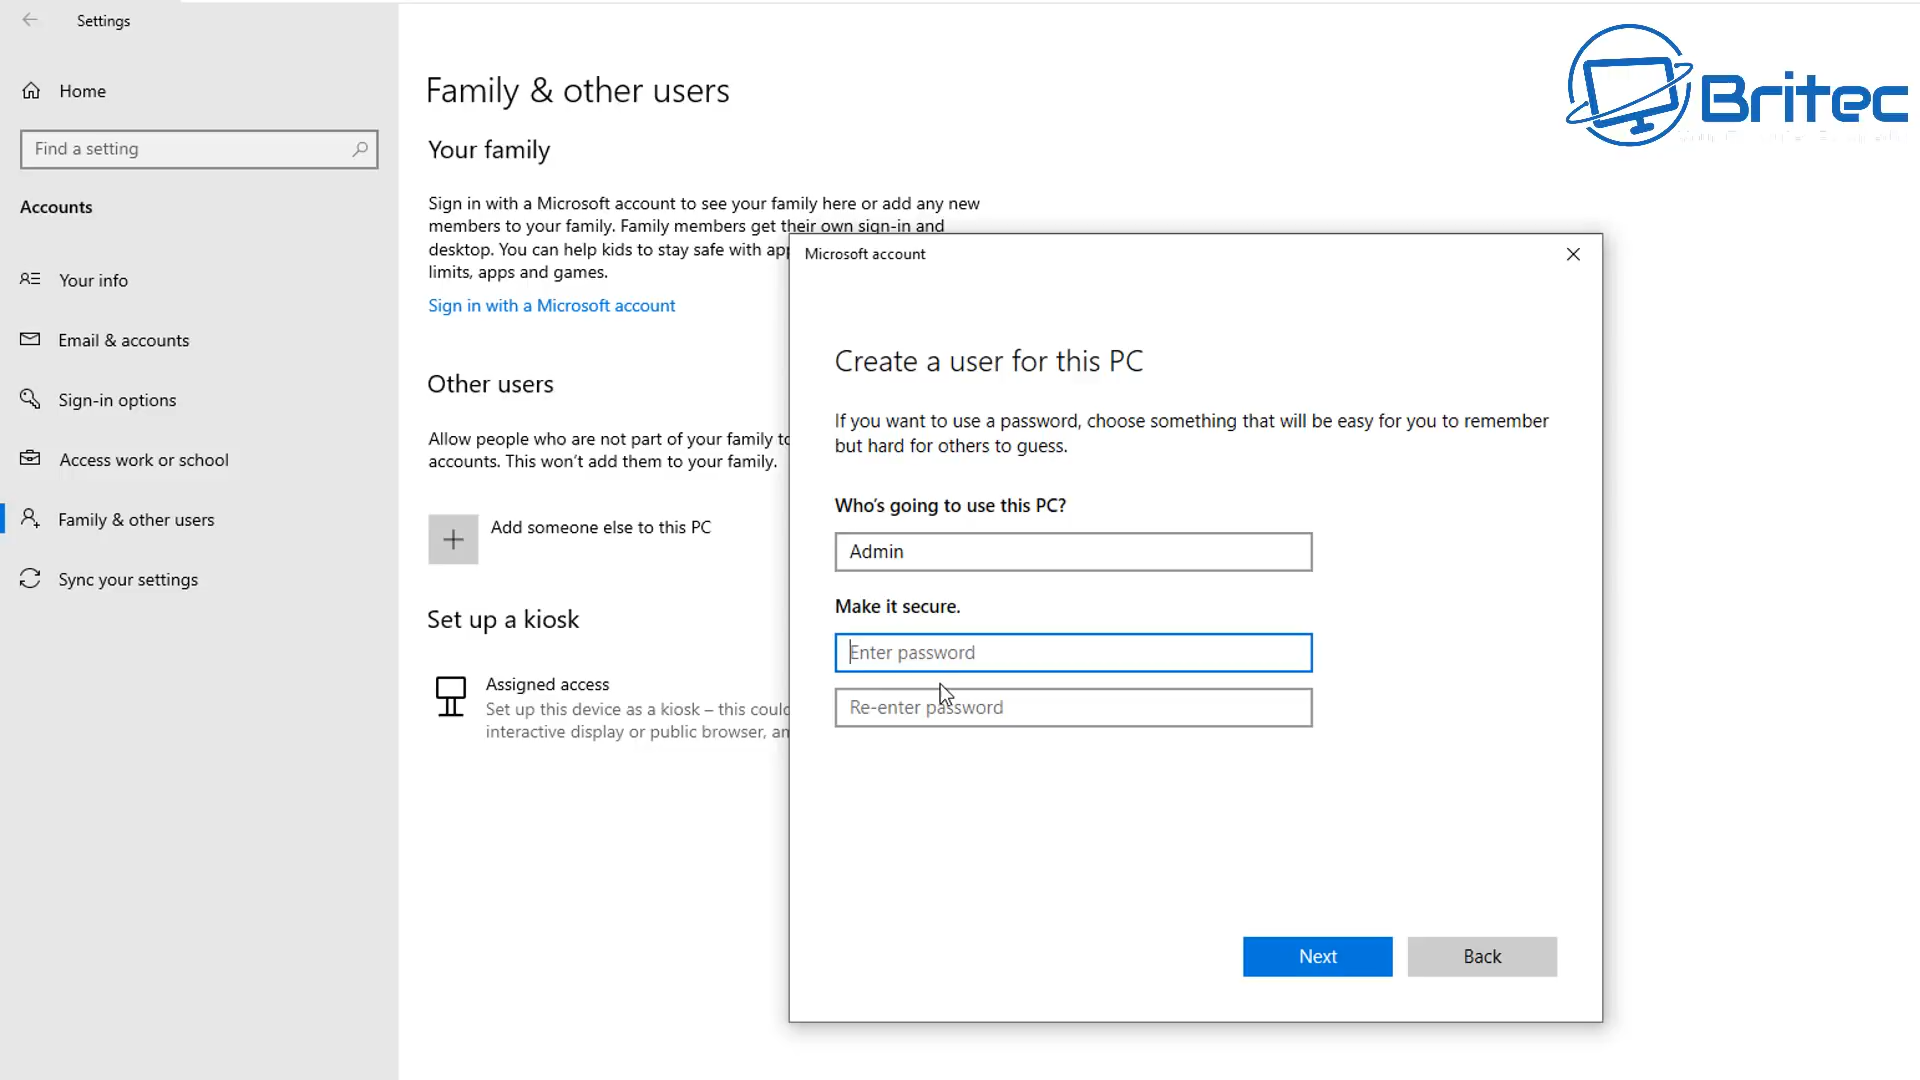 Settings
Home
Find a setting
Accounts
Your info
Email & accounts
Sign-in options
Access work or school
Family & other users
Sync your settings
Family & other users
Your family
Sign in with a Microsoft account to see your family here or add any new
members to your family. Family members get their own sign-in and
desktop. You can help kids to stay safe with app
limits, apps and games.
Sign in with a Microsoft account
Other users
Allow people who are not part of your family to
accounts. This won't add them to your family.
Add someone else to this PC
Set up a kiosk
Assigned access
Set up this device as a kiosk – this could
interactive display or public browser, an
Britec
Microsoft account
Create a user for this PC
If you want to use a password, choose something that will be easy for you to remember
but hard for others to guess.
Who's going to use this PC?
Admin
Make it secure.
Enter password
Re-enter password
Next
Back